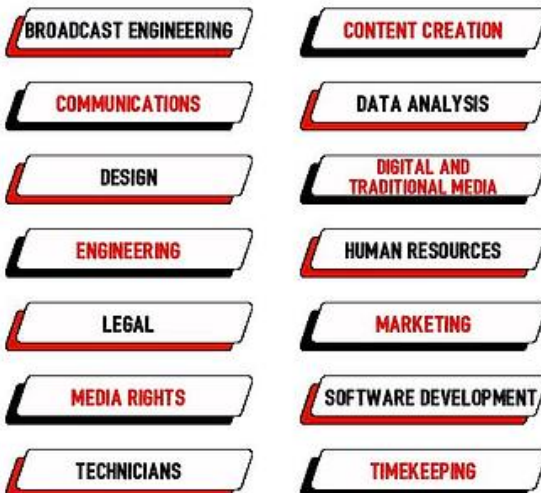 BROADCAST ENGINEERING
CONTENT CREATION
COMMUNICATIONS
DATA ANALYSIS
DESIGN
DIGITAL AND
TRADITIONAL MEDIA
ENGINEERING
HUMAN RESOURCES
LEGAL
MARKETING
MEDIA RIGHTS
SOFTWARE DEVELOPMENT
TECHNICIANS
TIMEKEEPING